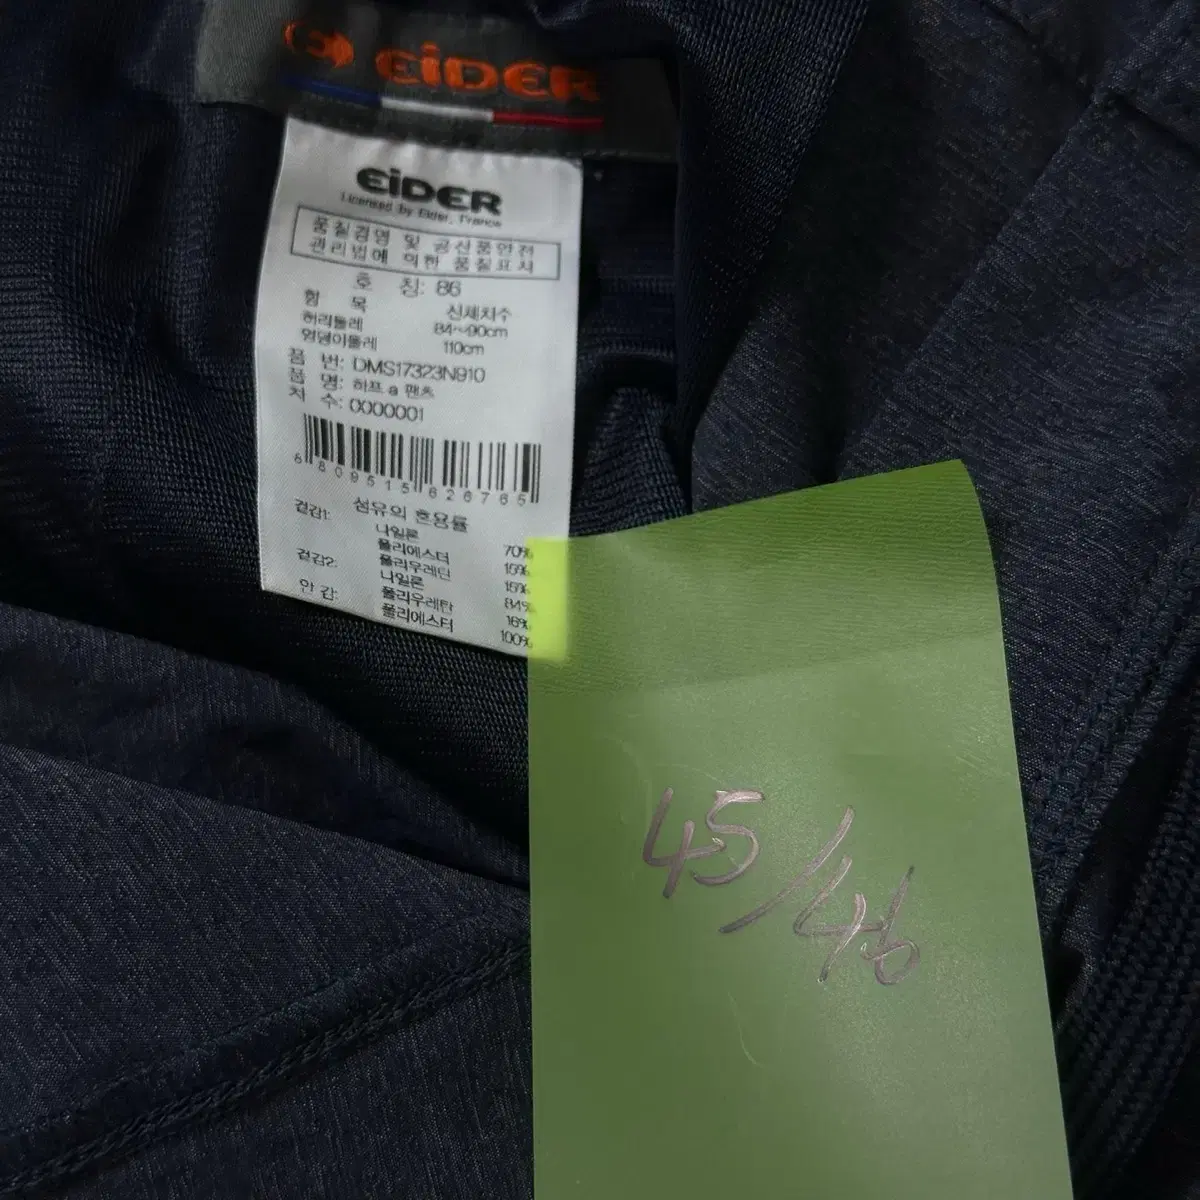 EiDER
EiDER
Licensed by Eider, France
품질경영 및 공산품안전
관리법에 의한 품질표시
호 칭: 86
항 목 신체치수
허리둘레 84~90cm
엉덩이둘레 110cm
품 번: DMS17323N910
품 명: 하프 a 팬츠
차 수: 0000001
8809515626765
섬유의 혼용률
겉감1: 나일론 70%
폴리에스터 15%
폴리우레탄 15%
겉감2: 나일론 84%
폴리우레탄 16%
안 감: 폴리에스터 100%
45/46